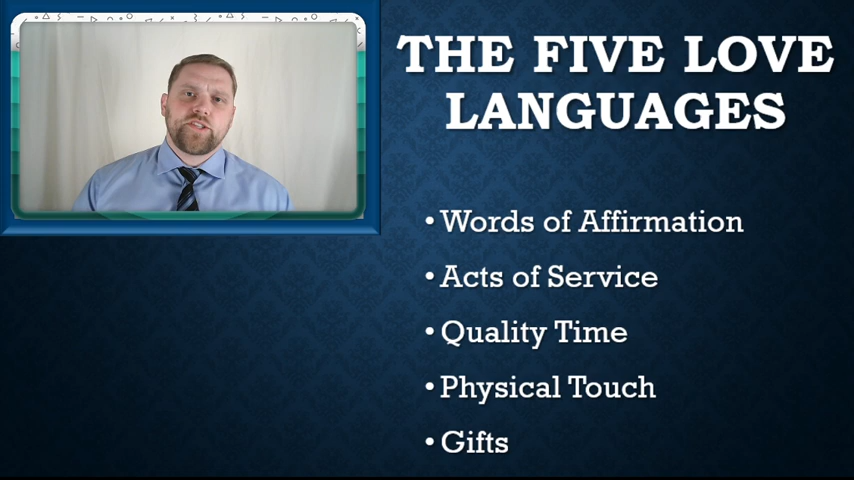 THE FIVE LOVE
LANGUAGES
• Words of Affirmation
• Acts of Service
• Quality Time
• Physical Touch
• Gifts